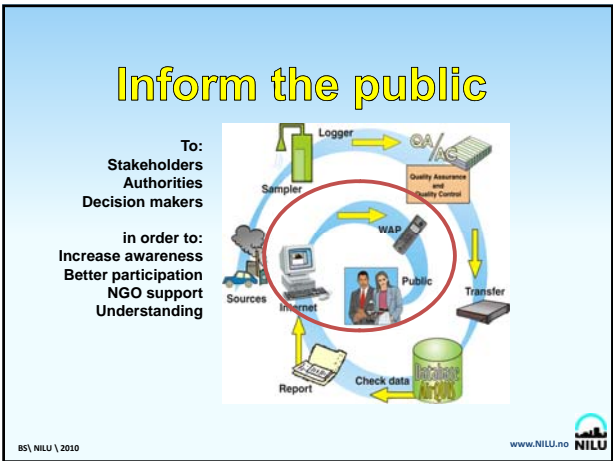 Inform the public
To:
Stakeholders
Authorities
Decision makers
in order to:
Increase awareness
Better participation
NGO support
Understanding
Logger
QA/
Sampler
Quality Assurance
and
Quality Control
WAP
Sources
Internet
Public
Transfer
Report
Check data
Database
AirQUIS
BS\ NILU \ 2010
www.NILU.no
NILU